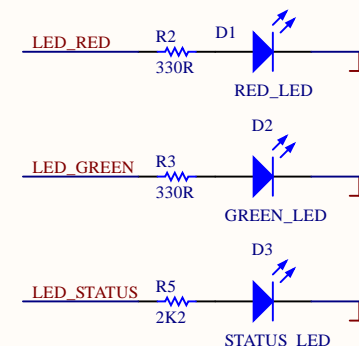 LED_RED R2 D1
330R
RED_LED
D2
LED_GREEN R3
330R
GREEN_LED
D3
LED_STATUS R5
2K2
STATUS_LED